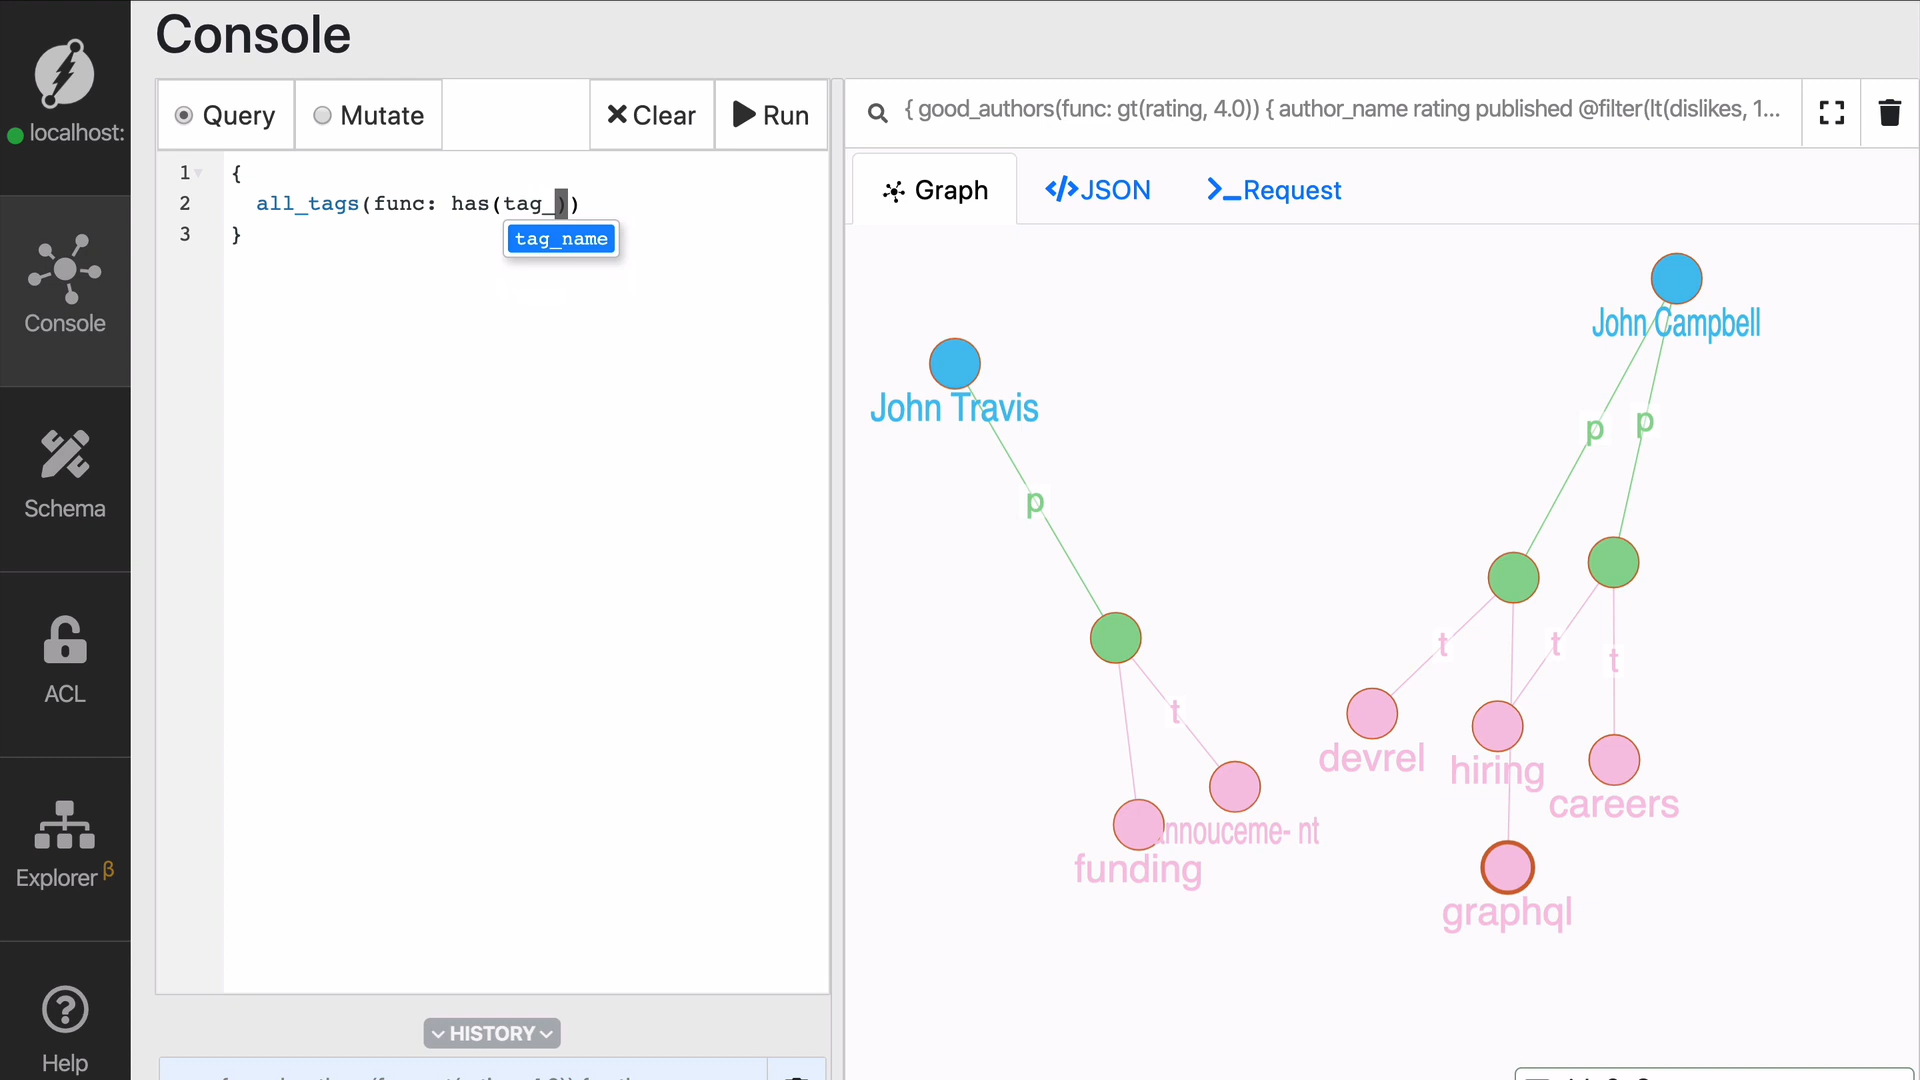 Console
localhost:
Console
Schema
ACL
Explorer β
Help
Query
Mutate
Clear
Run
1 {
2 all_tags(func: has(tag_))
3 }
tag_name
HISTORY
{ good_authors(func: gt(rating, 4.0)) { author_name rating published @filter(lt(dislikes, 1...
Graph
JSON
Request
John Campbell
John Travis
p
p
p
t
t
t
t
devrel
hiring
careers
nnouceme- nt
funding
graphql